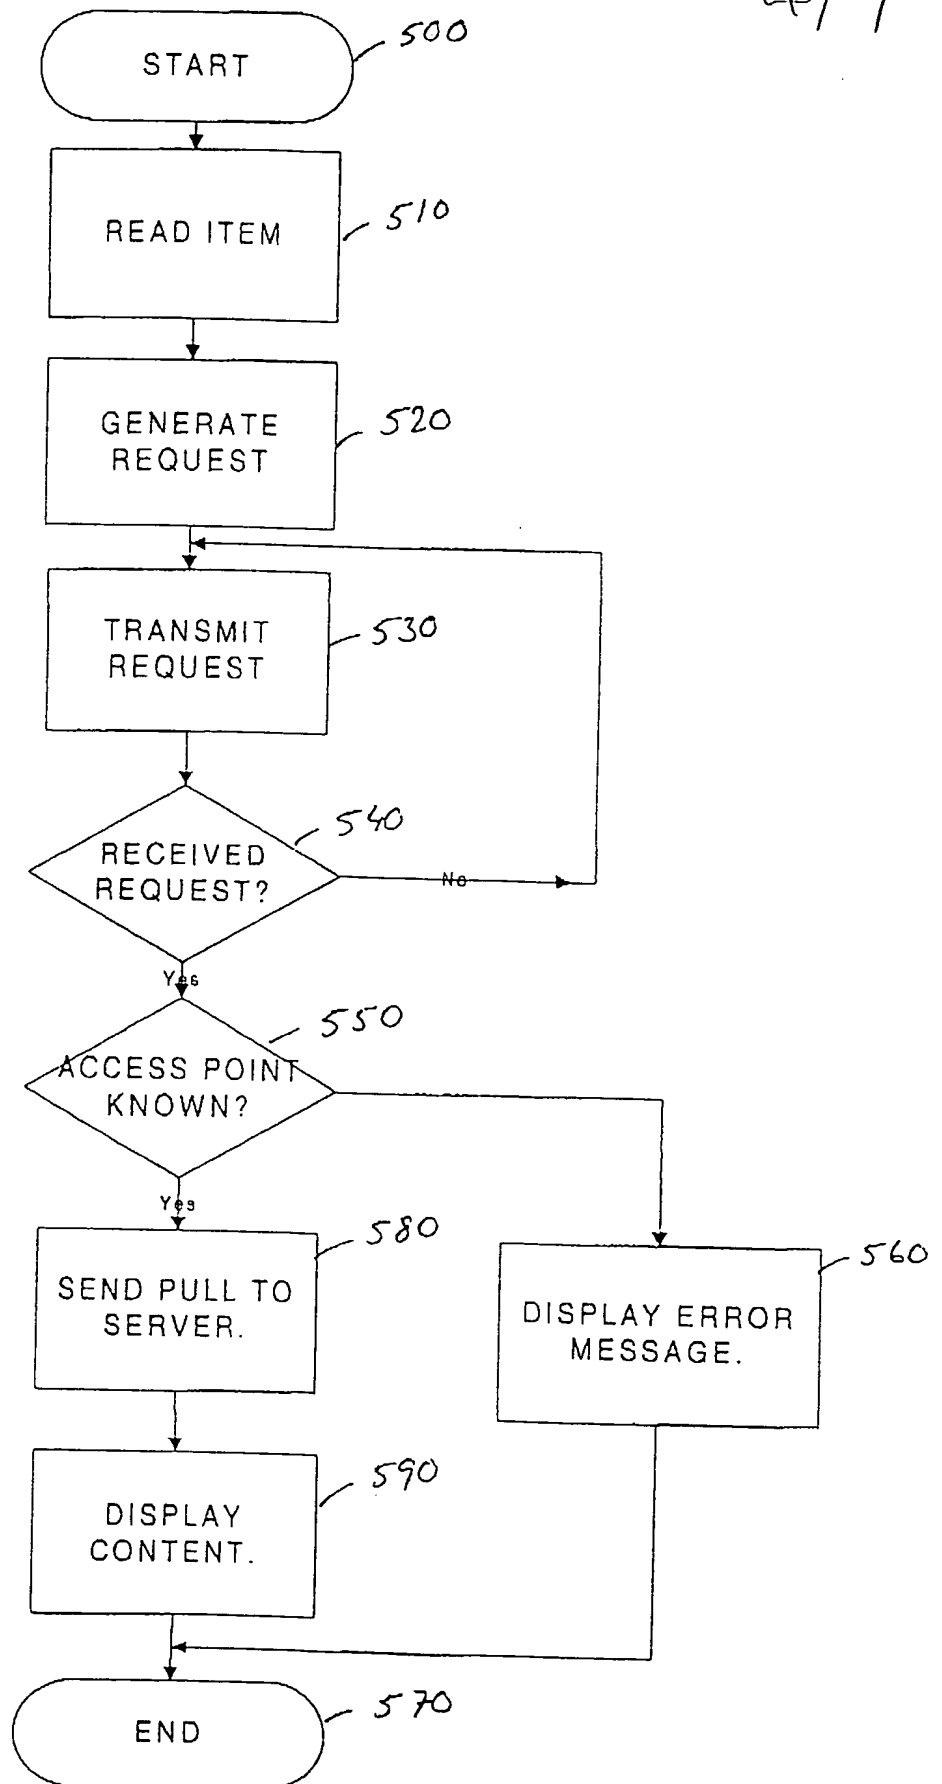 START
500
READ ITEM
510
GENERATE
REQUEST
520
TRANSMIT
REQUEST
530
RECEIVED
REQUEST?
540
No
Yes
ACCESS POINT
KNOWN?
550
Yes
SEND PULL TO
SERVER.
580
DISPLAY ERROR
MESSAGE.
560
DISPLAY
CONTENT.
590
END
570